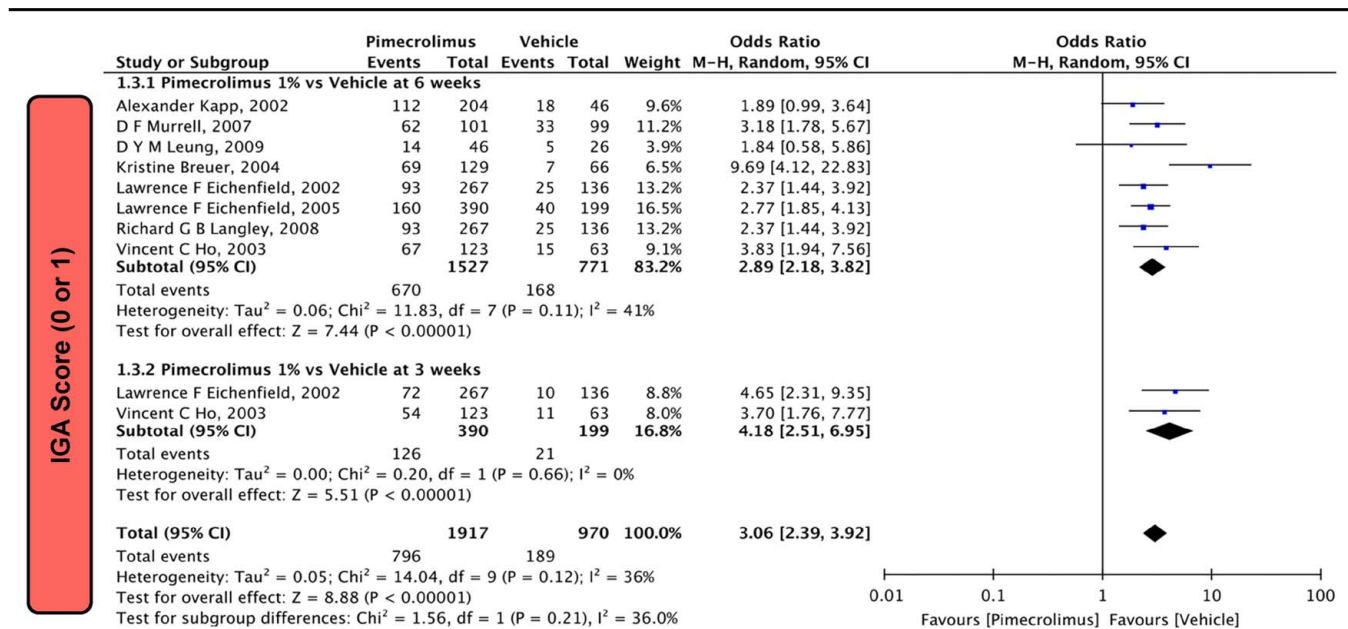 Pimecrolimus Vehicle Odds Ratio Odds Ratio
Study or Subgroup Events Total Events Total Weight M-H, Random, 95% CI M-H, Random, 95% CI
1.3.1 Pimecrolimus 1% vs Vehicle at 6 weeks
Alexander Kapp, 2002 112 204 18 46 9.6% 1.89 [0.99, 3.64]
D F Murrell, 2007 62 101 33 99 11.2% 3.18 [1.78, 5.67]
D Y M Leung, 2009 14 46 5 26 3.9% 1.84 [0.58, 5.86]
Kristine Breuer, 2004 69 129 7 66 6.5% 9.69 [4.12, 22.83]
Lawrence F Eichenfield, 2002 93 267 25 136 13.2% 2.37 [1.44, 3.92]
Lawrence F Eichenfield, 2005 160 390 40 199 16.5% 2.77 [1.85, 4.13]
Richard G B Langley, 2008 93 267 25 136 13.2% 2.37 [1.44, 3.92]
Vincent C Ho, 2003 67 123 15 63 9.1% 3.83 [1.94, 7.56]
Subtotal (95% CI) 1527 771 83.2% 2.89 [2.18, 3.82]
Total events 670 168
Heterogeneity: Tau² = 0.06; Chi² = 11.83, df = 7 (P = 0.11); I² = 41%
Test for overall effect: Z = 7.44 (P < 0.00001)
1.3.2 Pimecrolimus 1% vs Vehicle at 3 weeks
Lawrence F Eichenfield, 2002 72 267 10 136 8.8% 4.65 [2.31, 9.35]
Vincent C Ho, 2003 54 123 11 63 8.0% 3.70 [1.76, 7.77]
Subtotal (95% CI) 390 199 16.8% 4.18 [2.51, 6.95]
Total events 126 21
Heterogeneity: Tau² = 0.00; Chi² = 0.20, df = 1 (P = 0.66); I² = 0%
Test for overall effect: Z = 5.51 (P < 0.00001)
Total (95% CI) 1917 970 100.0% 3.06 [2.39, 3.92]
Total events 796 189
Heterogeneity: Tau² = 0.05; Chi² = 14.04, df = 9 (P = 0.12); I² = 36%
Test for overall effect: Z = 8.88 (P < 0.00001)
Test for subgroup differences: Chi² = 1.56, df = 1 (P = 0.21), I² = 36.0%
0.01 0.1 1 10 100
Favours [Pimecrolimus] Favours [Vehicle]
IGA Score (0 or 1)